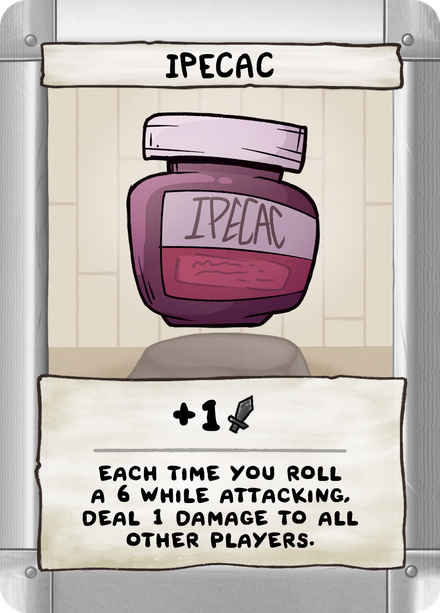 IPECAC
IPECAC
+1
EACH TIME YOU ROLL
A 6 WHILE ATTACKING,
DEAL 1 DAMAGE TO ALL
OTHER PLAYERS.